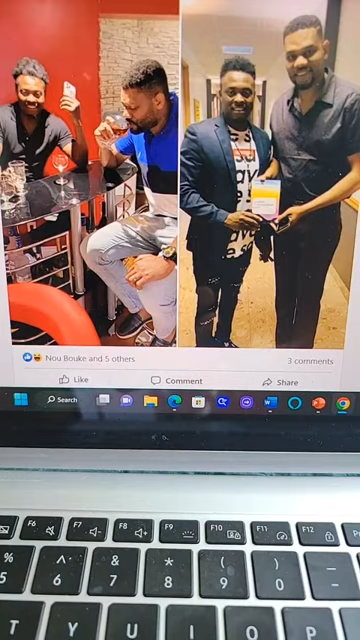 Nou Bouke and 5 others
3 comments
Like
Comment
Share
Search
F6
F7
F8
F9
F10
F11
F12
%
5
^
6
&
7
*
8
(
9
)
0
T
Y
U
I
O
P